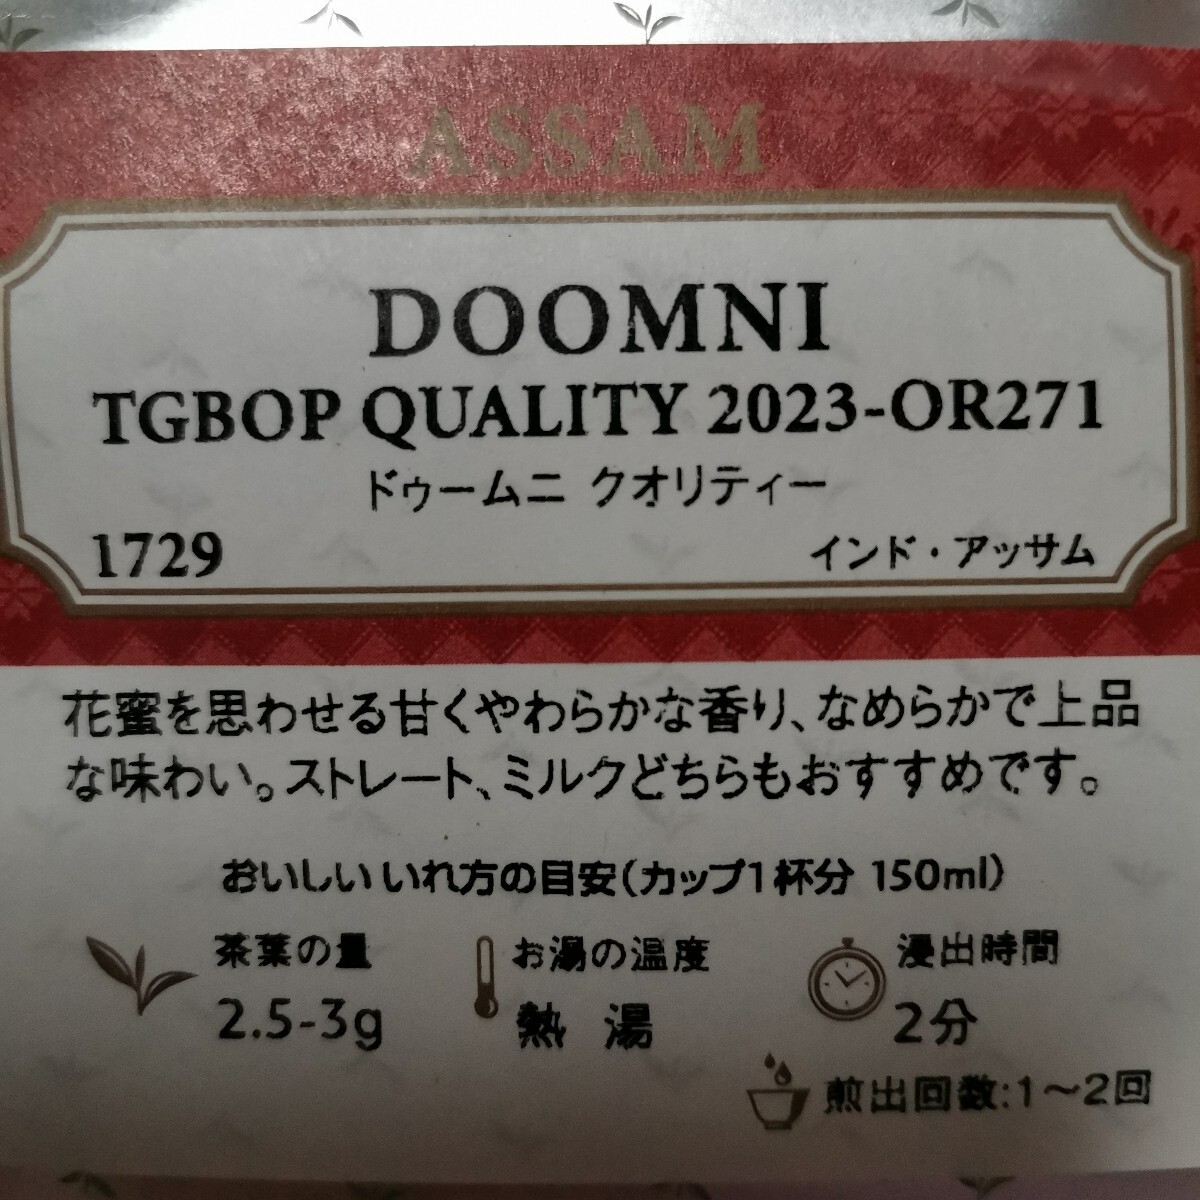 ASSAM
DOOMNI
TGBOP QUALITY 2023-OR271
ドゥームニ クオリティー
1729 インド・アッサム
花蜜を思わせる甘くやわらかな香り、なめらかで上品
な味わい。ストレート、ミルクどちらもおすすめです。
おいしいいれ方の目安(カップ1杯分 150ml)
茶葉の量 お湯の温度 浸出時間
2.5-3g 熱 湯 2分
煎出回数:1～2回